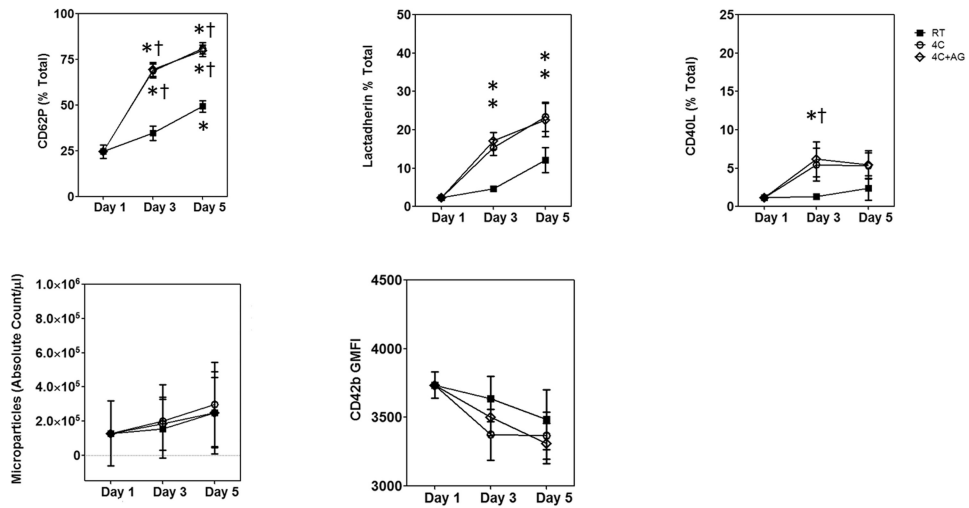 CD62P (% Total)
100
75
50
25
0
*†
*†
*†
*†
*
Day 1 Day 3 Day 5
Lactadherin % Total
50
40
30
20
10
0
*
*
*
*
Day 1 Day 3 Day 5
CD40L (% Total)
25
20
15
10
5
0
*†
Day 1 Day 3 Day 5
RT
4C
4C+AG
Microparticles (Absolute Count/µl)
1.0×10⁶
8.0×10⁵
6.0×10⁵
4.0×10⁵
2.0×10⁵
0
Day 1 Day 3 Day 5
CD42b GMFI
4500
4000
3500
3000
Day 1 Day 3 Day 5